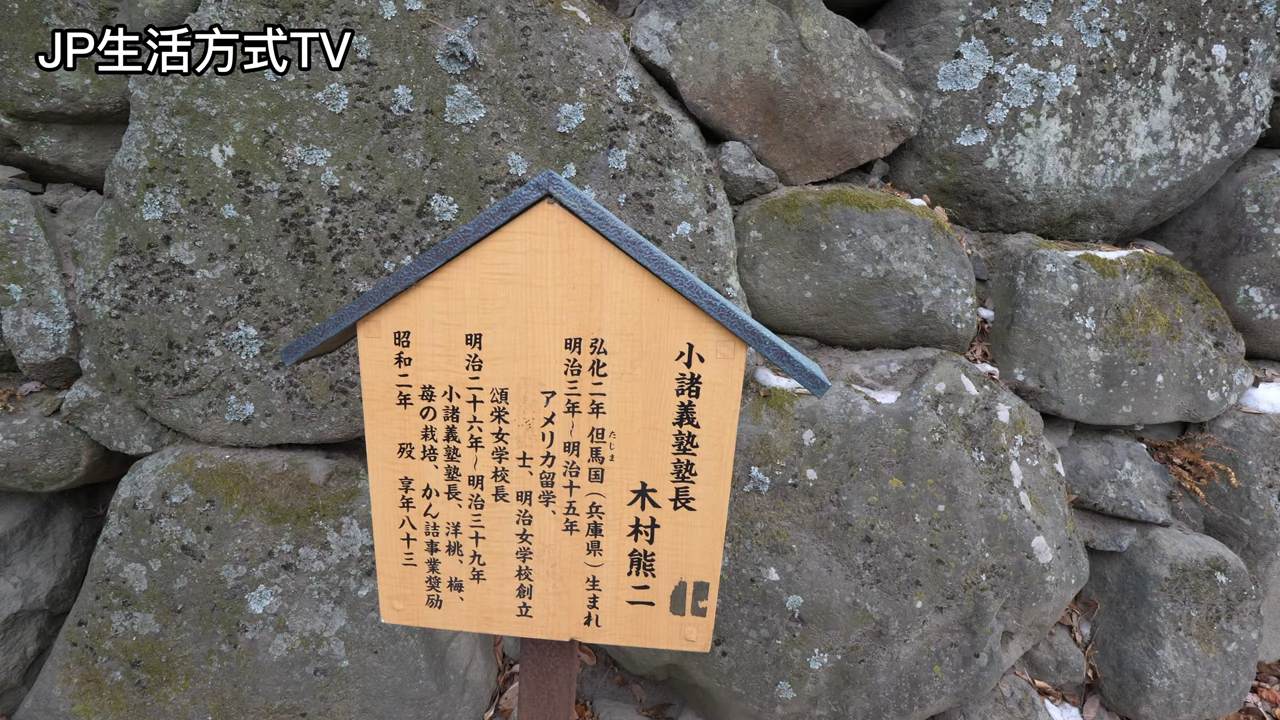 JP生活方式TV
小諸義塾塾長
木村熊二
弘化二年 但馬国（兵庫県）生まれ
たじま
明治三年~明治十五年
アメリカ留学、
士、明治女学校創立
頌栄女学校長
明治二十六年~明治三十九年
小諸義塾塾長、洋桃、梅、
苺の栽培、かん詰事業奨励
昭和二年 歿 享年八十三